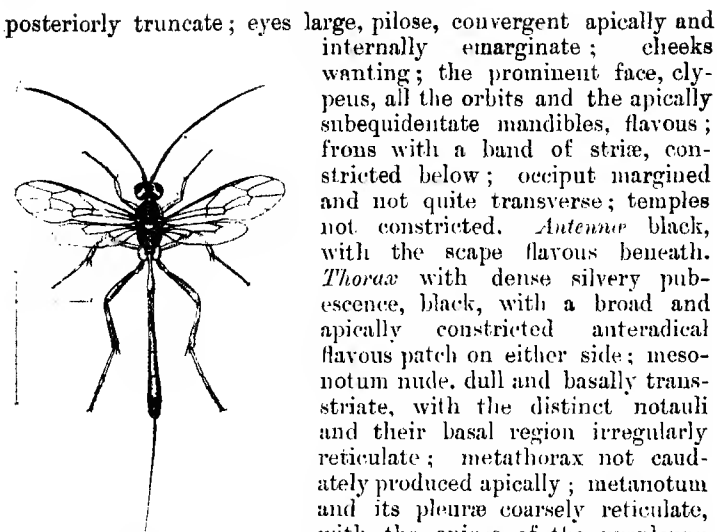 posteriorly truncate; eyes large, pilose, convergent apically and
internally emarginate; cheeks
wanting; the prominent face, cly-
peus, all the orbits and the apically
subequidentate mandibles, flavous;
frons with a band of striæ, con-
stricted below; occiput margined
and not quite transverse; temples
not constricted. Antennæ black,
with the scape flavous beneath.
Thorax with dense silvery pub-
escence, black, with a broad and
apically constricted anteradical
flavous patch on either side; meso-
notum nude, dull and basally trans-
striate, with the distinct notauli
and their basal region irregularly
reticulate; metathorax not caud-
ately produced apically; metanotum
and its pleuræ coarsely reticulate,
with the